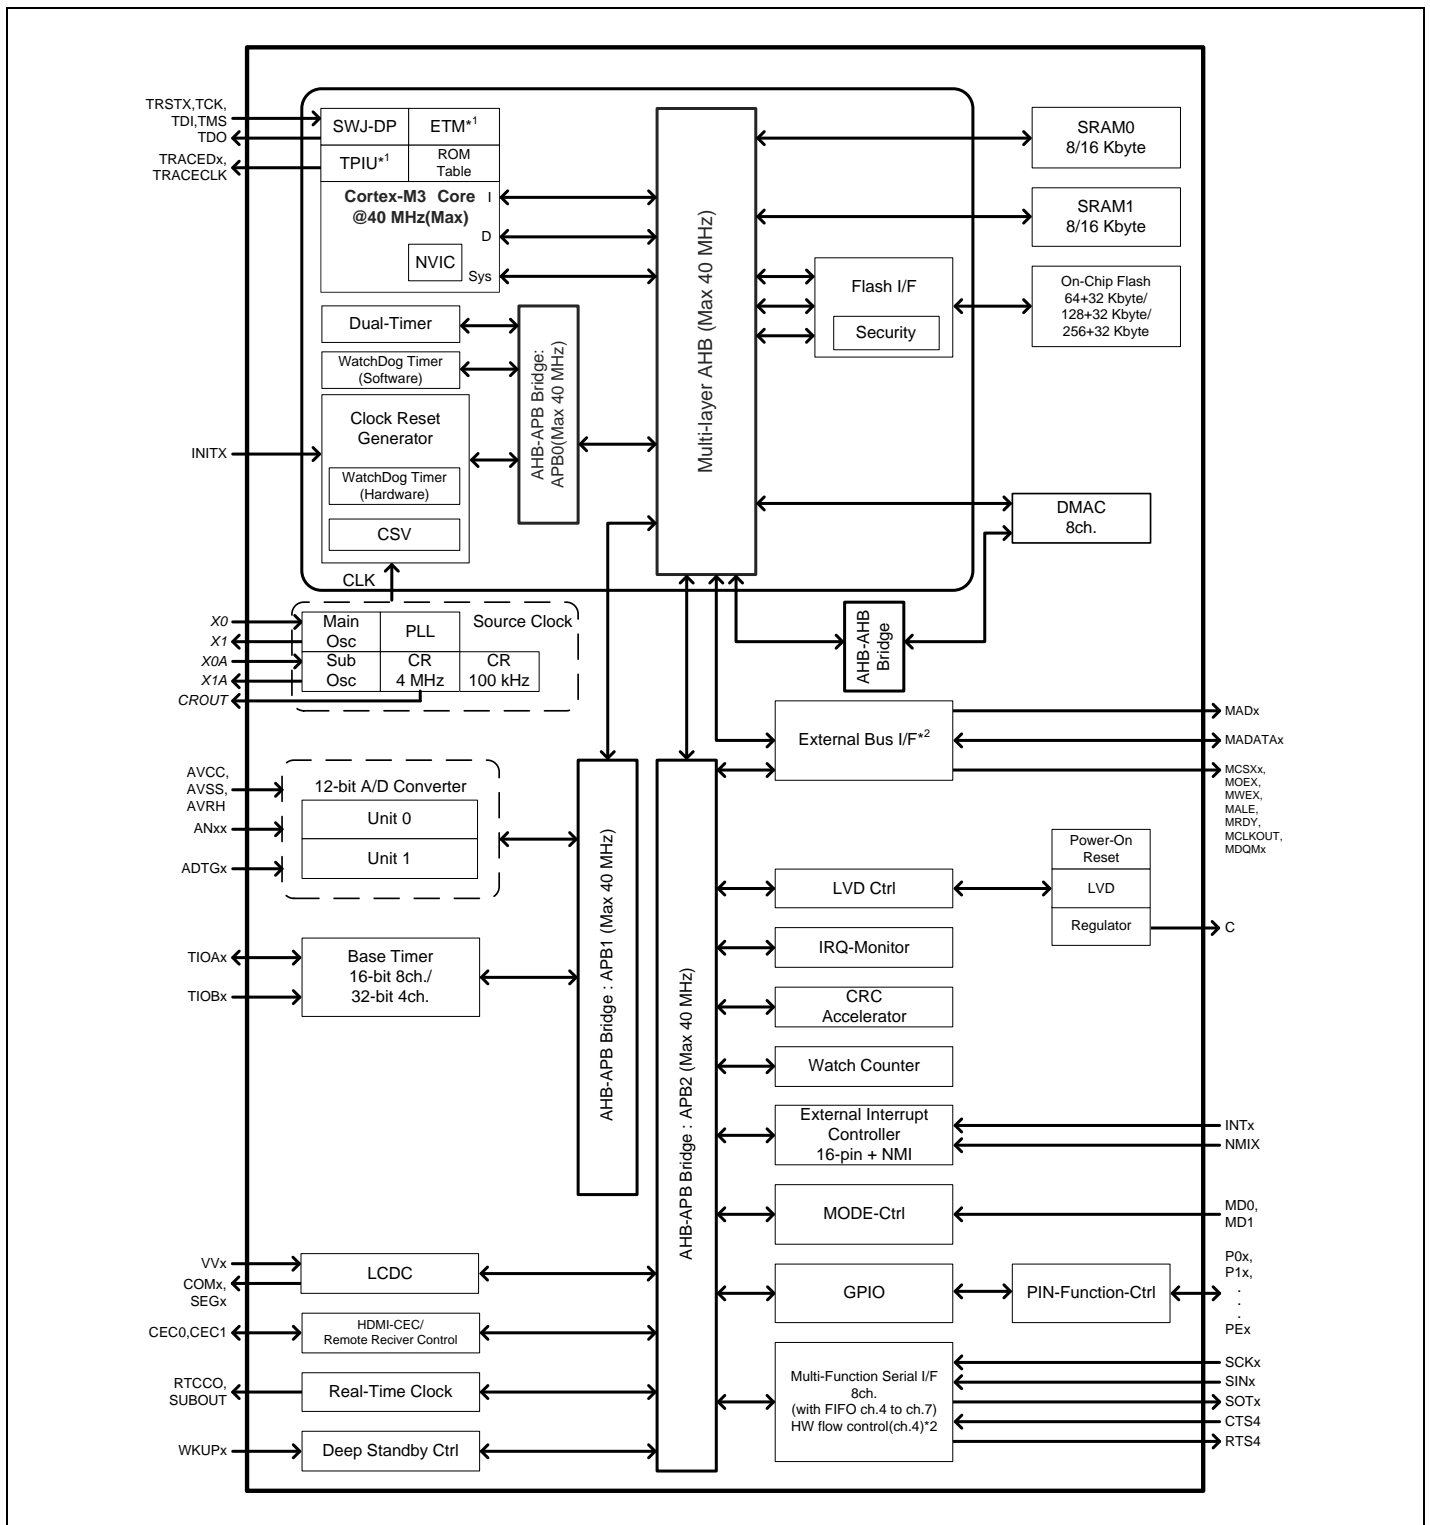 TRSTX,TCK,
TDI,TMS
TDO
TRACEDx,
TRACECLK
SWJ-DP
ETM*1
TPIU*1
ROM
Table
Cortex-M3 Core
@40 MHz(Max)
I
D
Sys
NVIC
Dual-Timer
WatchDog Timer
(Software)
Clock Reset
Generator
WatchDog Timer
(Hardware)
CSV
INITX
CLK
AHB-APB Bridge:
APB0(Max 40 MHz)
Multi-layer AHB (Max 40 MHz)
Flash I/F
Security
SRAM0
8/16 Kbyte
SRAM1
8/16 Kbyte
On-Chip Flash
64+32 Kbyte/
128+32 Kbyte/
256+32 Kbyte
DMAC
8ch.
AHB-AHB
Bridge
X0
X1
X0A
X1A
CROUT
Main
Osc
PLL
Source Clock
Sub
Osc
CR
4 MHz
CR
100 kHz
AVCC,
AVSS,
AVRH
ANxx
ADTGx
12-bit A/D Converter
Unit 0
Unit 1
TIOAx
TIOBx
Base Timer
16-bit 8ch./
32-bit 4ch.
AHB-APB Bridge : APB1 (Max 40 MHz)
AHB-APB Bridge : APB2 (Max 40 MHz)
External Bus I/F*2
MADx
MADATAx
MCSXx,
MOEX,
MWEX,
MALE,
MRDY,
MCLKOUT,
MDQMx
LVD Ctrl
Power-On
Reset
LVD
Regulator
C
IRQ-Monitor
CRC
Accelerator
Watch Counter
External Interrupt
Controller
16-pin + NMI
INTx
NMIX
MODE-Ctrl
MD0,
MD1
GPIO
PIN-Function-Ctrl
P0x,
P1x,
.
.
.
PEx
Multi-Function Serial I/F
8ch.
(with FIFO ch.4 to ch.7)
HW flow control(ch.4)*2
SCKx
SINx
SOTx
CTS4
RTS4
VVx
COMx,
SEGx
LCDC
CEC0,CEC1
HDMI-CEC/
Remote Reciver Control
RTCCO,
SUBOUT
Real-Time Clock
WKUPx
Deep Standby Ctrl